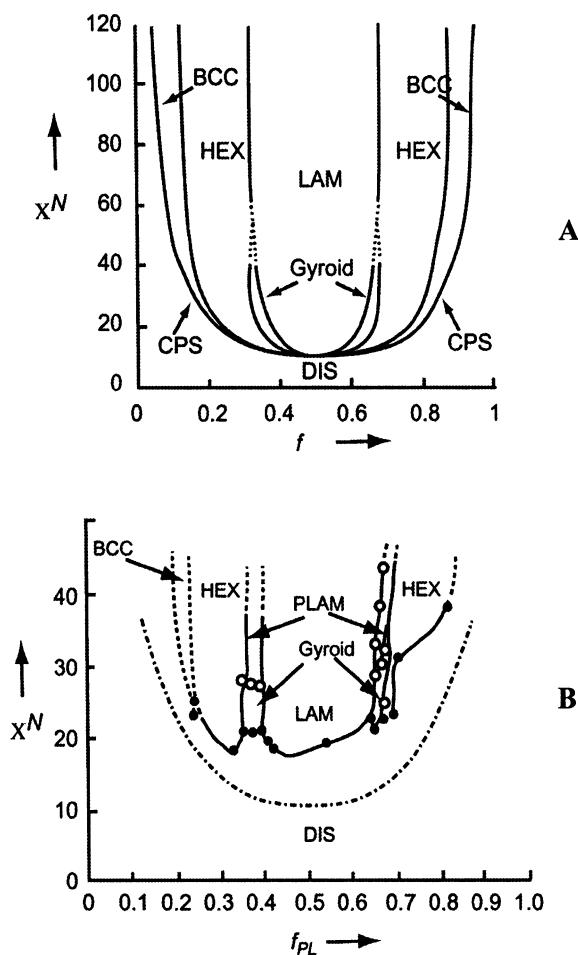 120
100
80
60
40
20
0
χN
BCC
HEX
LAM
BCC
HEX
Gyroid
CPS
CPS
DIS
0 0.2 0.4 0.6 0.8 1
f
A
40
30
20
10
0
χN
BCC
HEX
PLAM
HEX
Gyroid
LAM
DIS
0 0.1 0.2 0.3 0.4 0.5 0.6 0.7 0.8 0.9 1.0
fPL
B